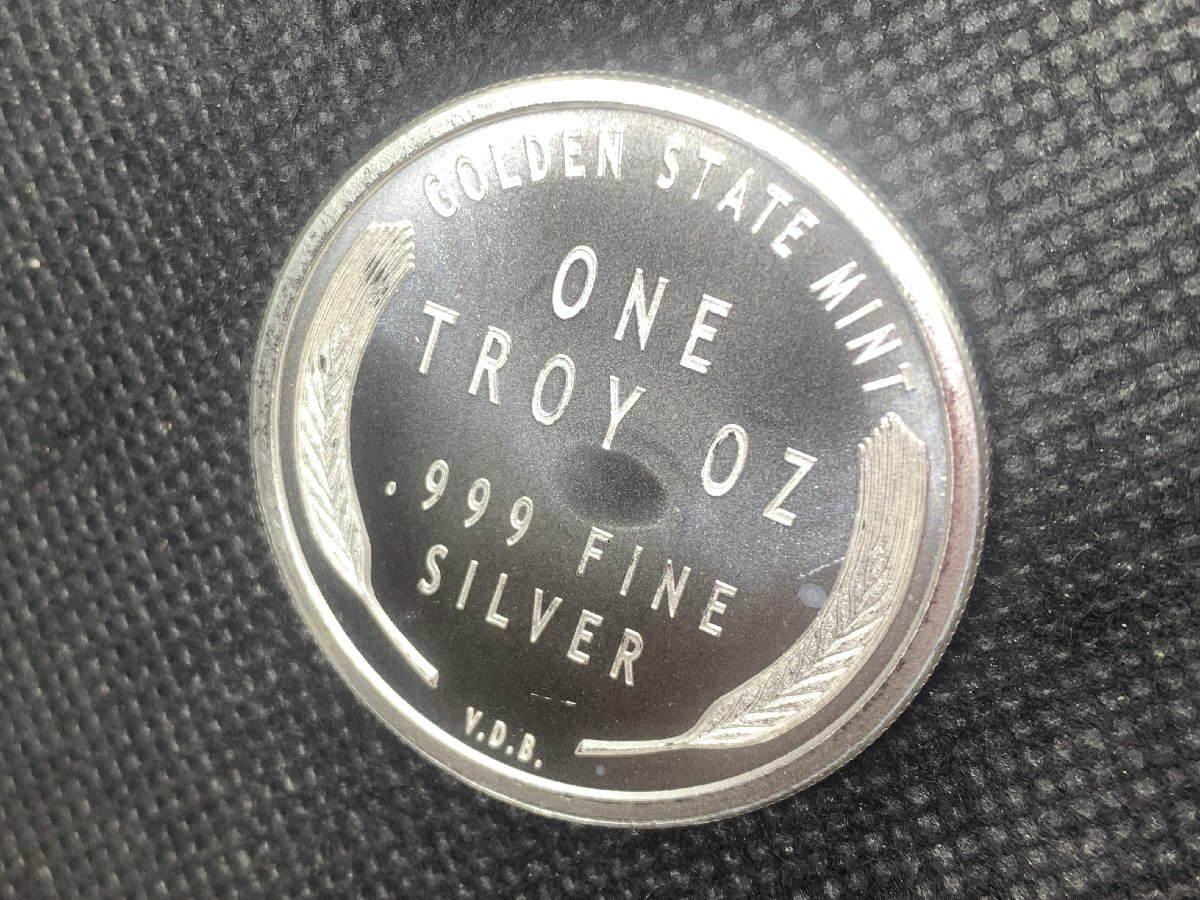 GOLDEN STATE MINT
ONE
TROY OZ
.999 FINE
SILVER
V.D.B.